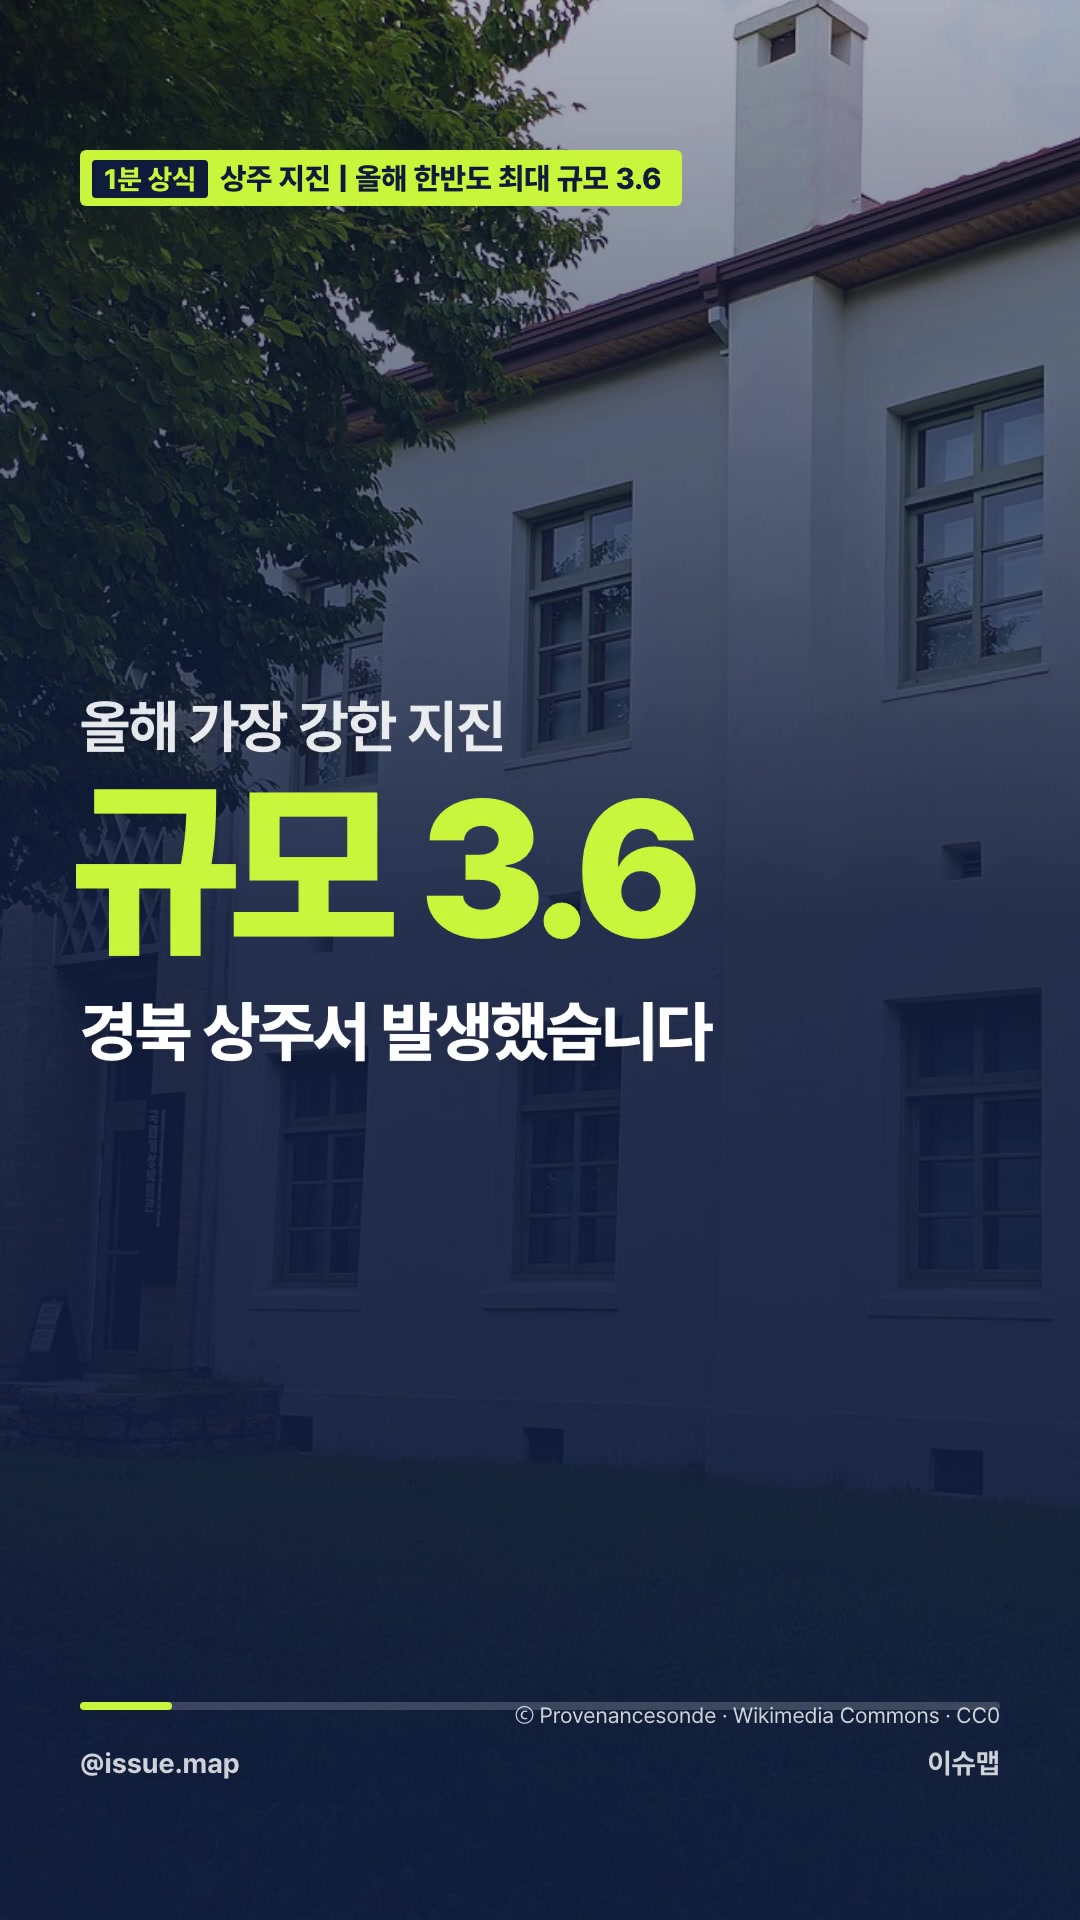 1분 상식 상주 지진 | 올해 한반도 최대 규모 3.6
올해 가장 강한 지진
규모 3.6
경북 상주서 발생했습니다
ⓒ Provenancesonde · Wikimedia Commons · CC0
@issue.map
이슈맵